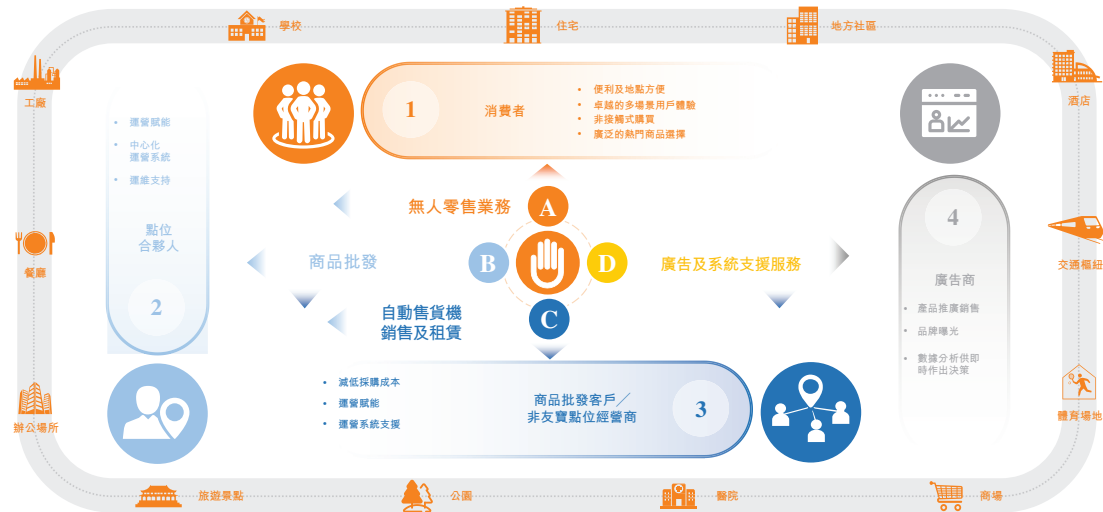 學校
住宅
地方社區
工廠
酒店
1
消費者
• 便利及地點方便
• 卓越的多場景用戶體驗
• 非接觸式購買
• 廣泛的熱門商品選擇
• 運營賦能
• 中心化
運營系統
• 運維支持
點位
合夥人
2
無人零售業務
A
商品批發
B
D
廣告及系統支援服務
自動售貨機
銷售及租賃
C
4
廣告商
• 產品推廣銷售
• 品牌曝光
• 數據分析供即
時作出決策
餐廳
交通樞紐
• 減低採購成本
• 運營賦能
• 運營系統支援
商品批發客戶／
非友寶點位經營商
3
辦公場所
體育場地
旅遊景點
公園
醫院
商場